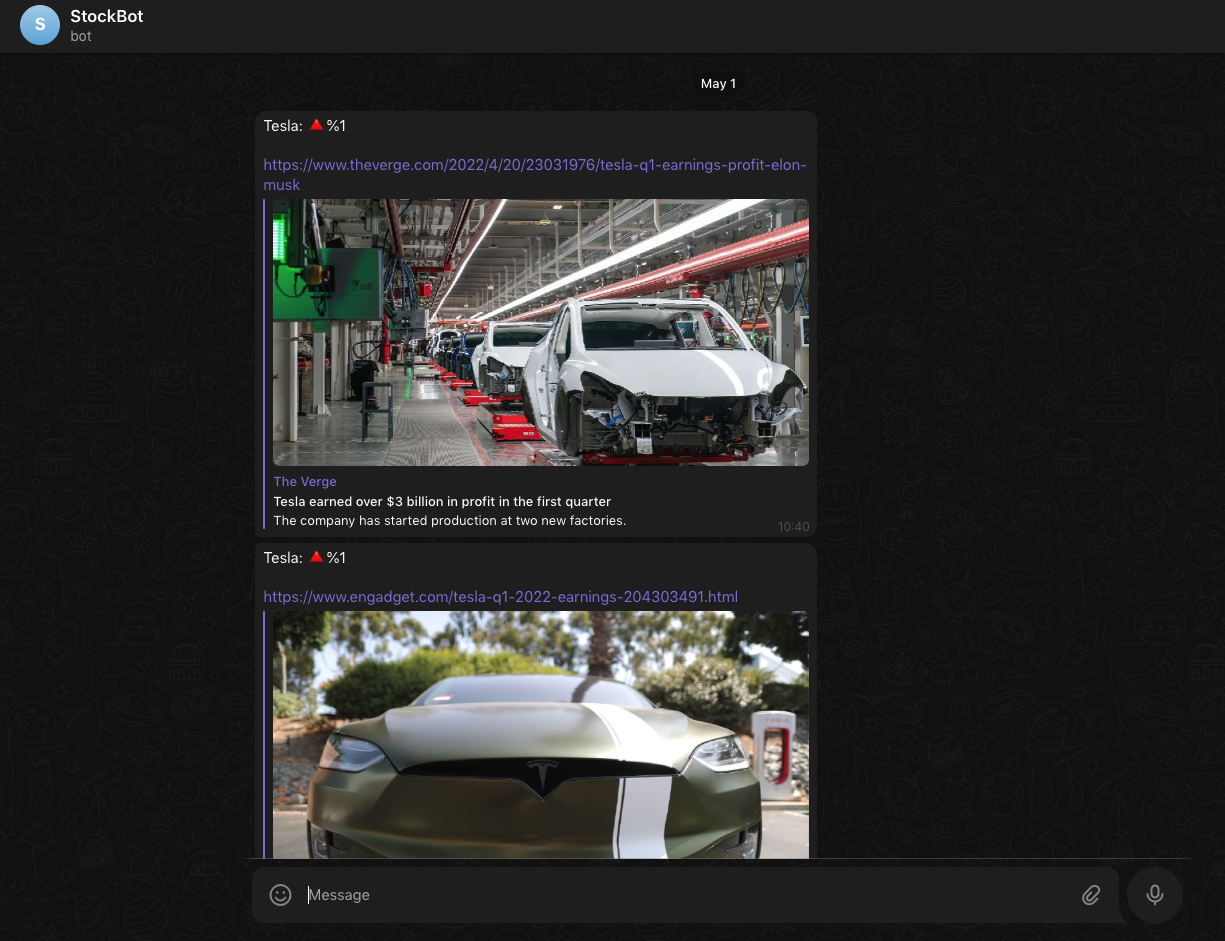 S
StockBot
bot
May 1
Tesla: 🔺%1
https://www.theverge.com/2022/4/20/23031976/tesla-q1-earnings-profit-elon-
musk
The Verge
Tesla earned over $3 billion in profit in the first quarter
The company has started production at two new factories.
10:40
Tesla: 🔺%1
https://www.engadget.com/tesla-q1-2022-earnings-204303491.html
TESLA
Message